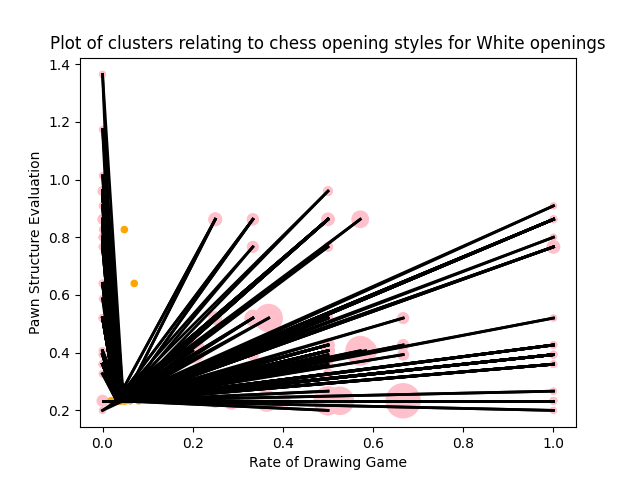 Plot of clusters relating to chess opening styles for White openings
1.4
1.2
1.0
0.8
0.6
0.4
0.2
Pawn Structure Evaluation
0.0 0.2 0.4 0.6 0.8 1.0
Rate of Drawing Game